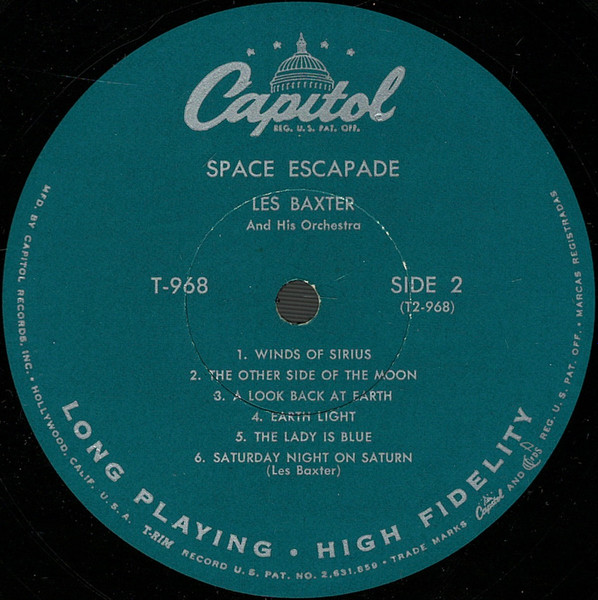 Capitol
REG. U.S. PAT. OFF.
SPACE ESCAPADE
LES BAXTER
And His Orchestra
T-968
SIDE 2
(T2-968)
1. WINDS OF SIRIUS
2. THE OTHER SIDE OF THE MOON
3. A LOOK BACK AT EARTH
4. EARTH LIGHT
5. THE LADY IS BLUE
6. SATURDAY NIGHT ON SATURN
(Les Baxter)
LONG PLAYING • HIGH FIDELITY
MFD. BY CAPITOL RECORDS, INC. • HOLLYWOOD, CALIF. U.S.A. T-RIM RECORD U.S. PAT. NO. 2,631,859 • TRADE MARKS Capitol AND REG. U.S. PAT. OFF. • MARCAS REGISTRADAS